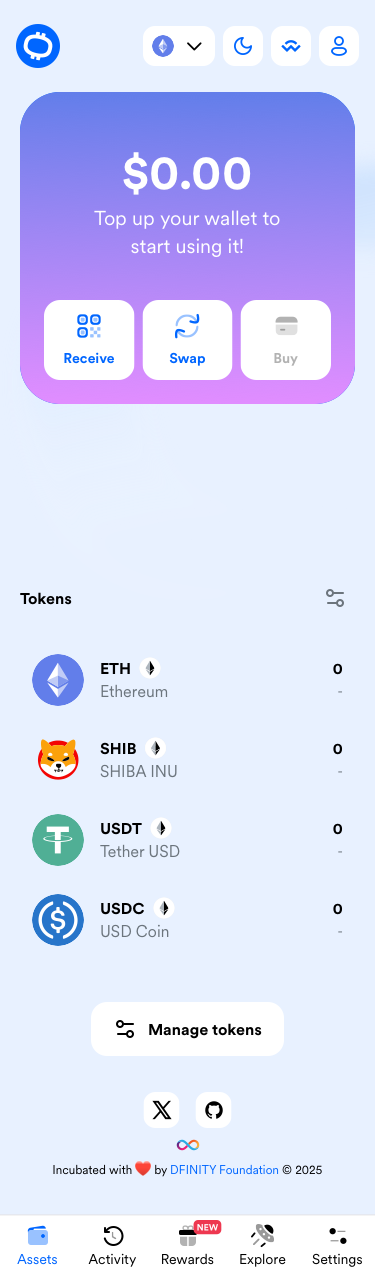 $0.00
Top up your wallet to
start using it!
Receive
Swap
Buy
Tokens
ETH
0
Ethereum
-
SHIB
0
SHIBA INU
-
USDT
0
Tether USD
-
USDC
0
USD Coin
-
Manage tokens
Incubated with ❤️ by DFINITY Foundation © 2025
NEW
Assets
Activity
Rewards
Explore
Settings